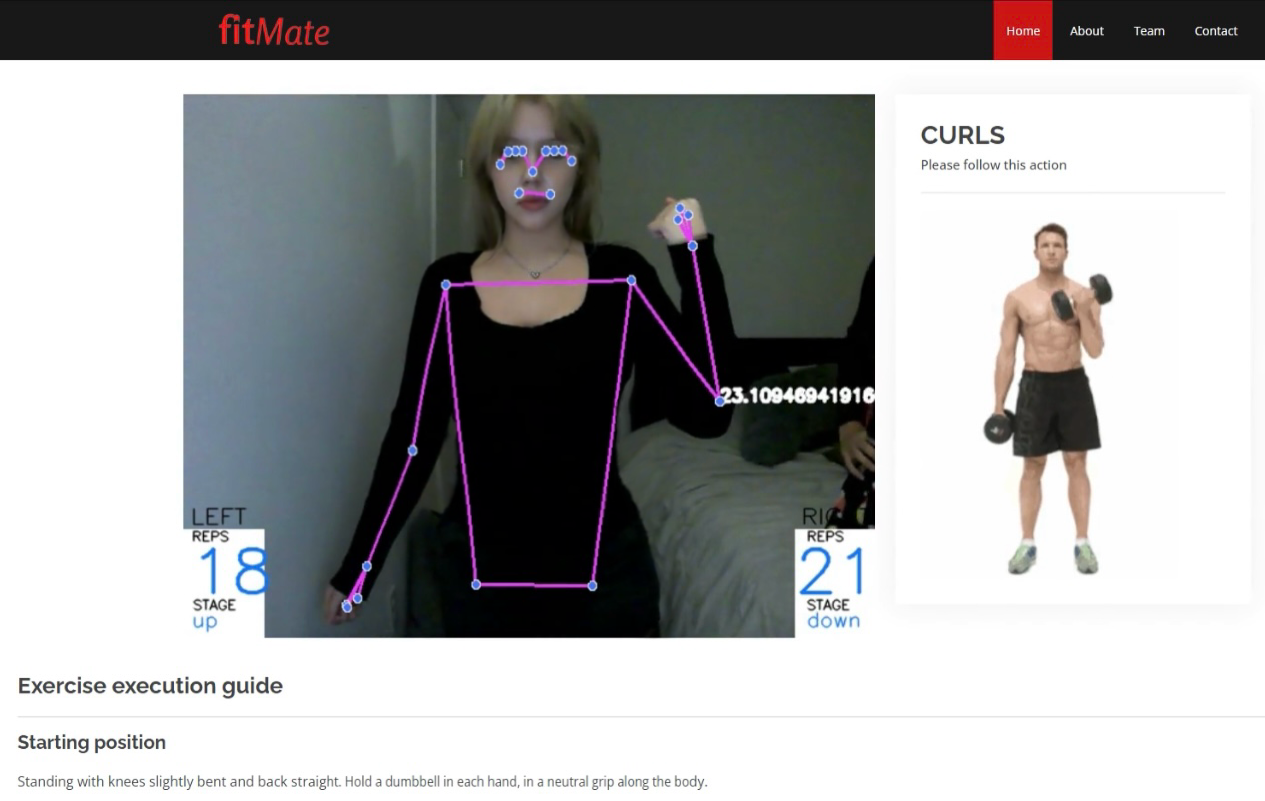 fitMate
Home About Team Contact
CURLS
Please follow this action
23.10946941916
LEFT
REPS
18
STAGE
up
REPS
21
STAGE
down
Exercise execution guide
Starting position
Standing with knees slightly bent and back straight. Hold a dumbbell in each hand, in a neutral grip along the body.